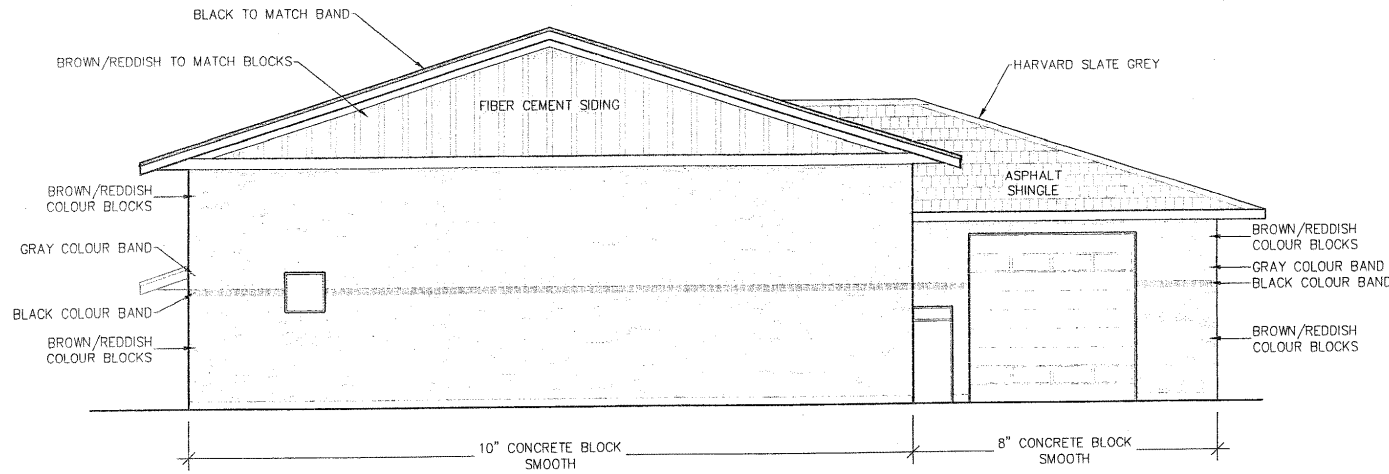 BLACK TO MATCH BAND
BROWN/REDDISH TO MATCH BLOCKS
HARVARD SLATE GREY
FIBER CEMENT SIDING
ASPHALT
SHINGLE
BROWN/REDDISH
COLOUR BLOCKS
GRAY COLOUR BAND
BLACK COLOUR BAND
BROWN/REDDISH
COLOUR BLOCKS
BROWN/REDDISH
COLOUR BLOCKS
GRAY COLOUR BAND
BLACK COLOUR BAND
BROWN/REDDISH
COLOUR BLOCKS
10" CONCRETE BLOCK
SMOOTH
8" CONCRETE BLOCK
SMOOTH